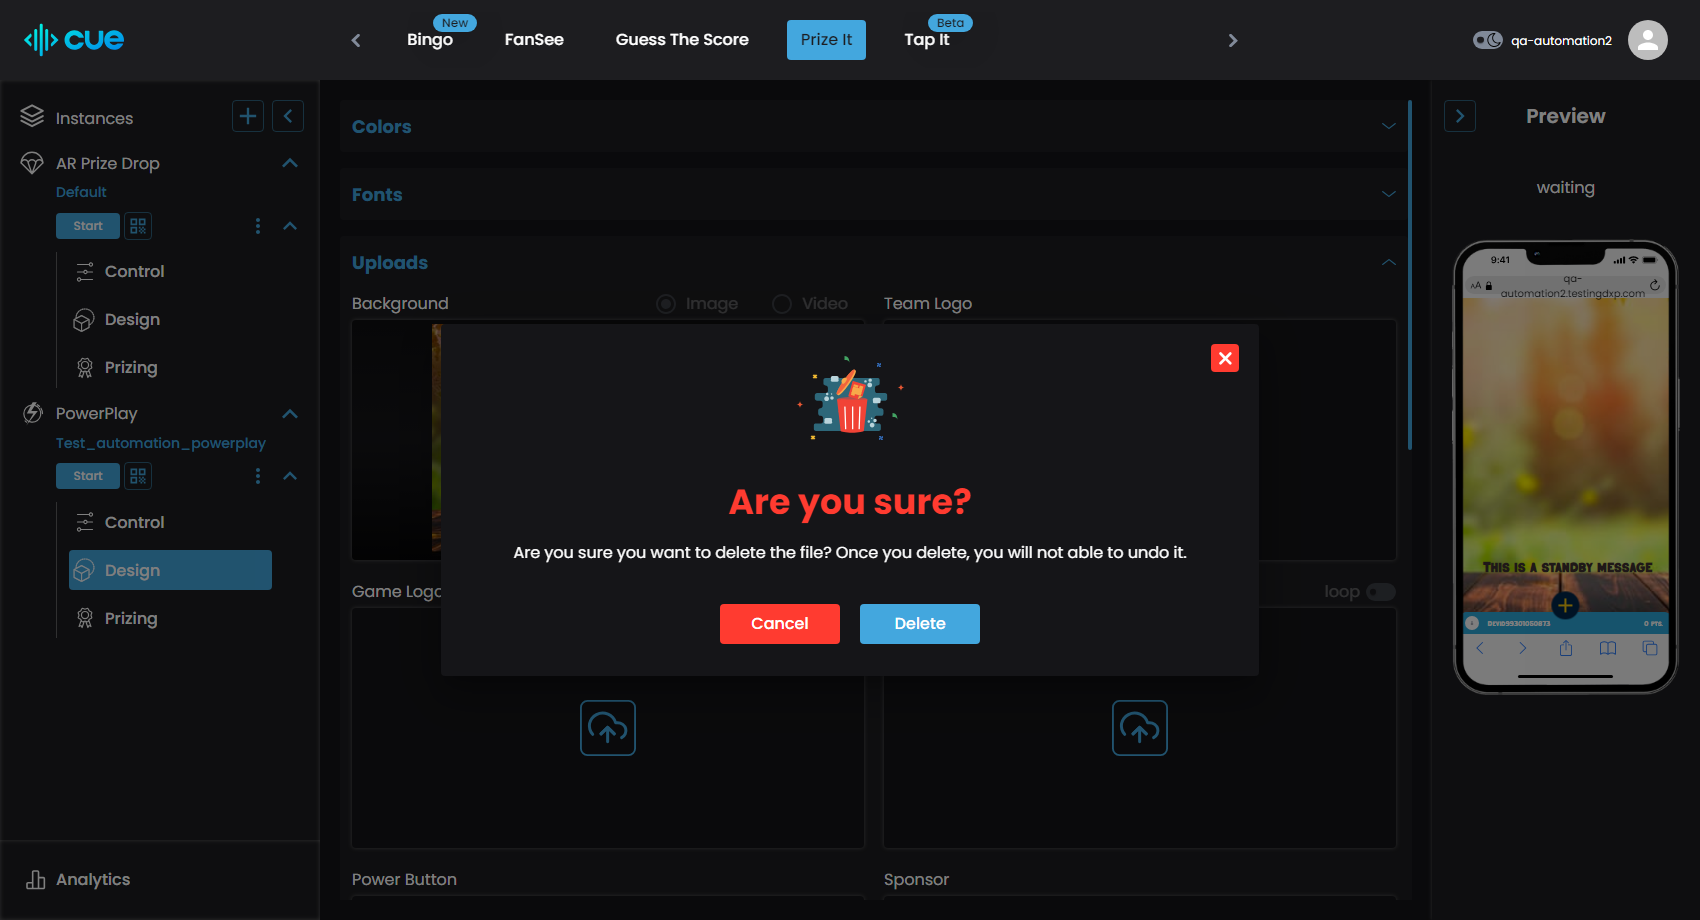 cue
New
Bingo
FanSee
Guess The Score
Prize It
Beta
Tap It
qa-automation2
Instances
AR Prize Drop
Default
Start
Control
Design
Prizing
PowerPlay
Test_automation_powerplay
Start
Control
Design
Prizing
Analytics
Colors
Fonts
Uploads
Background
Image
Video
Team Logo
Game Logo
loop
Power Button
Sponsor
Are you sure?
Are you sure you want to delete the file? Once you delete, you will not able to undo it.
Cancel
Delete
Preview
waiting
9:41
AA
qa-
automation2.testingdxp.com
This is a standby message
0 PTS.